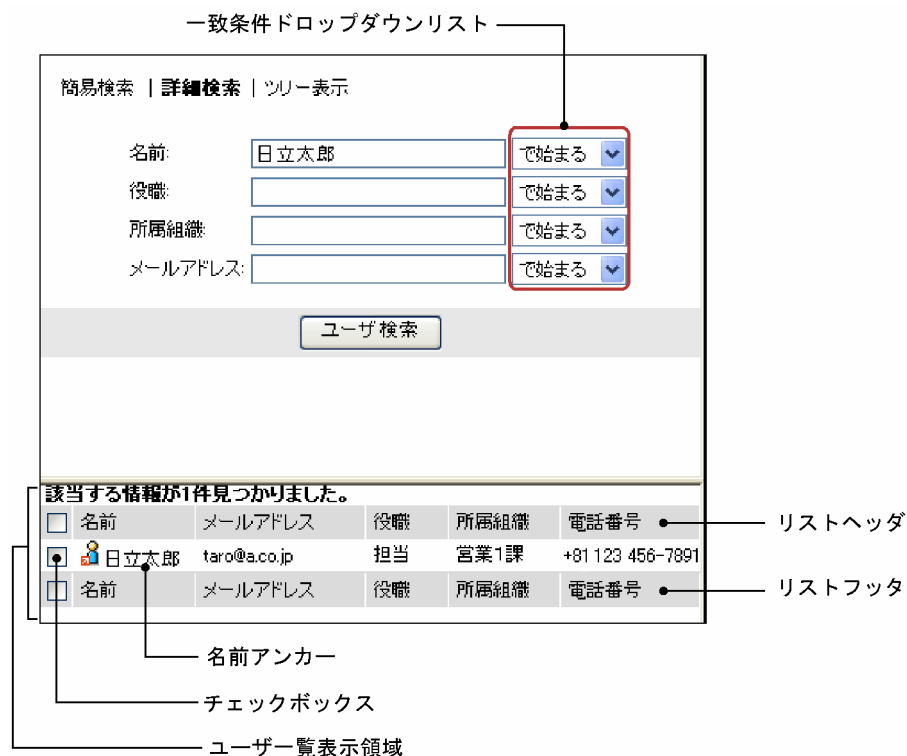 一致条件ドロップダウンリスト
簡易検索 | 詳細検索 | ツリー表示
名前: 日立太郎 で始まる
役職: で始まる
所属組織: で始まる
メールアドレス: で始まる
ユーザ検索
該当する情報が1件見つかりました。
名前 メールアドレス 役職 所属組織 電話番号 リストヘッダ
日立太郎 taro@a.co.jp 担当 営業1課 +81 123 456-7891
名前 メールアドレス 役職 所属組織 電話番号 リストフッタ
名前アンカー
チェックボックス
ユーザ一覧表示領域